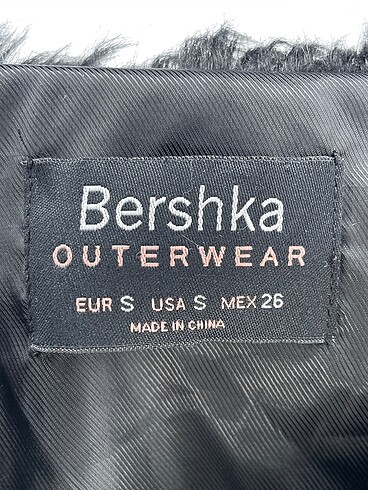 Bershka
OUTERWEAR
EUR S USA S MEX 26
MADE IN CHINA